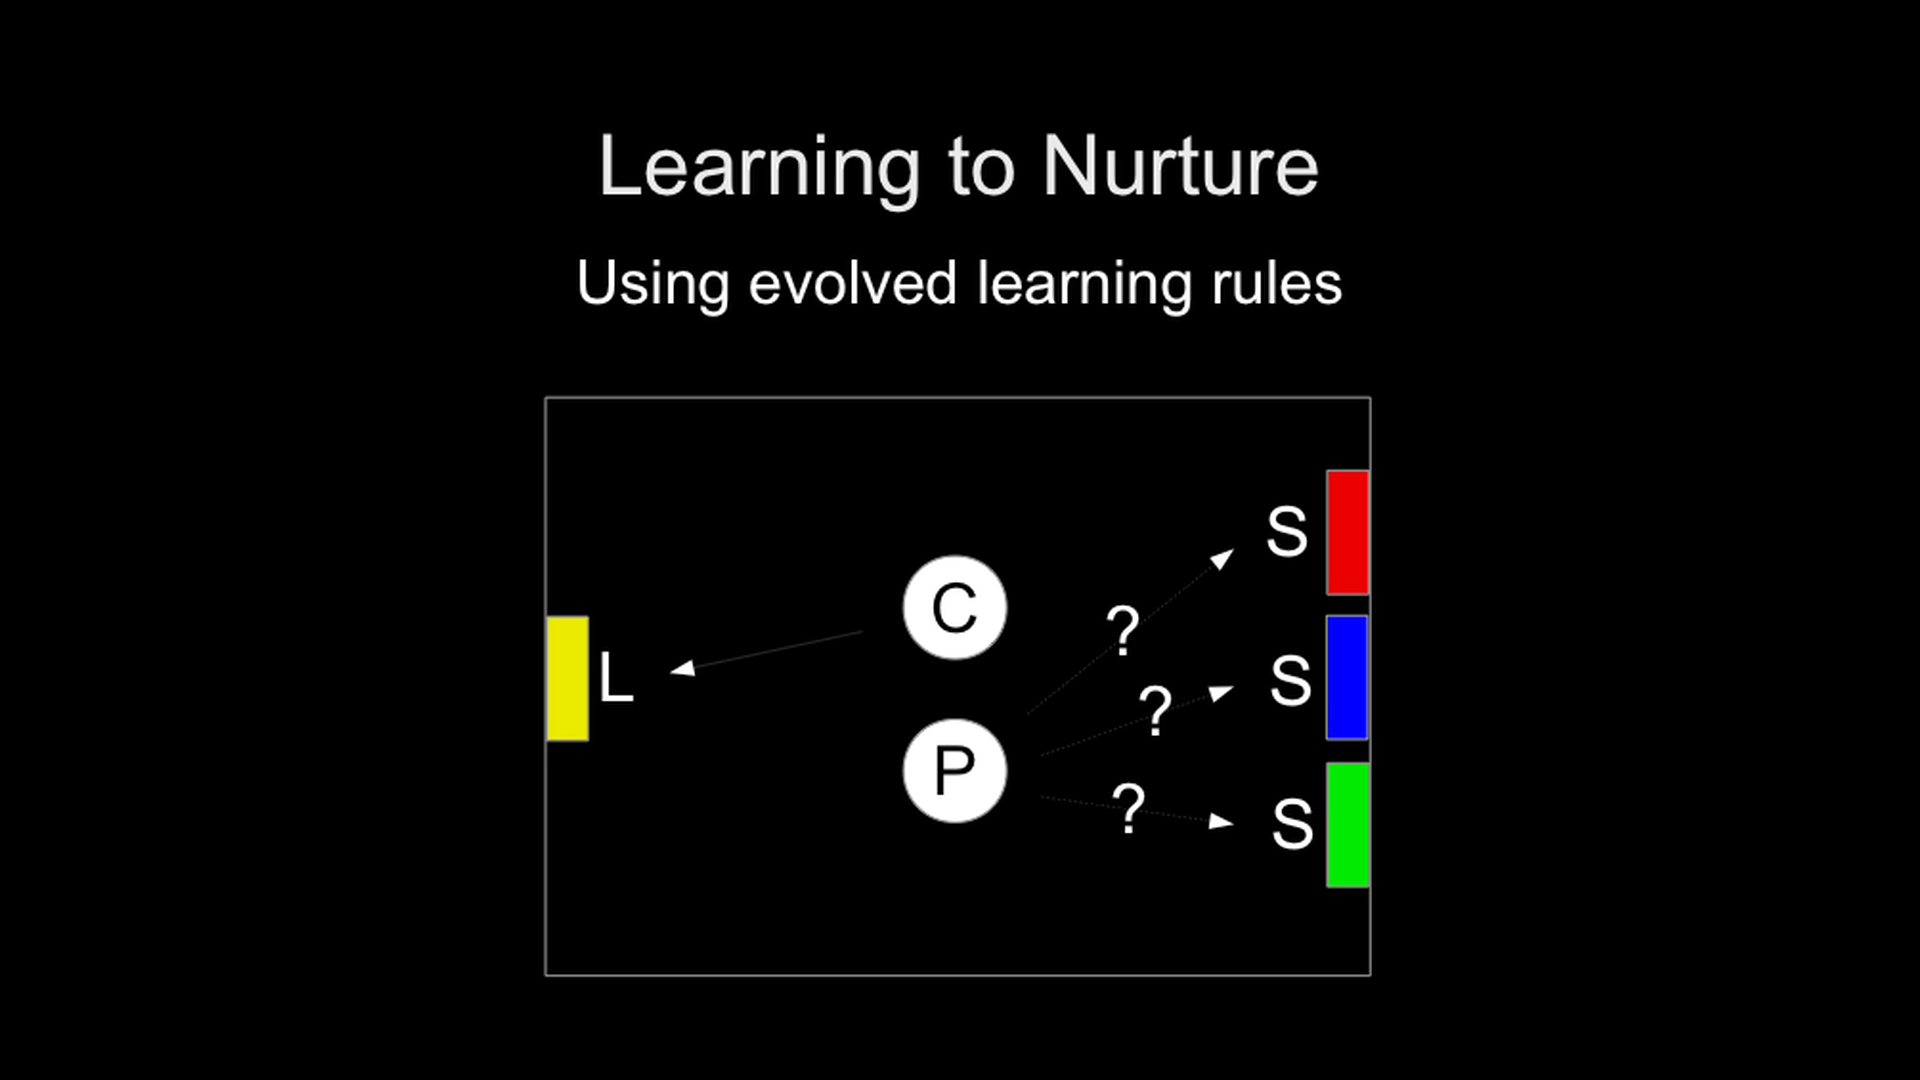 Learning to Nurture
Using evolved learning rules
S
C
?
L
S
?
P
?
S